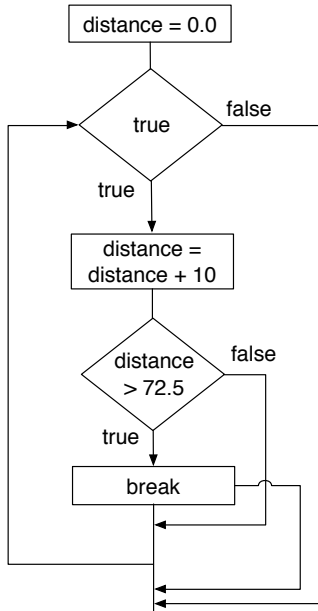 distance = 0.0
true
false
true
distance =
distance + 10
distance
> 72.5
false
true
break